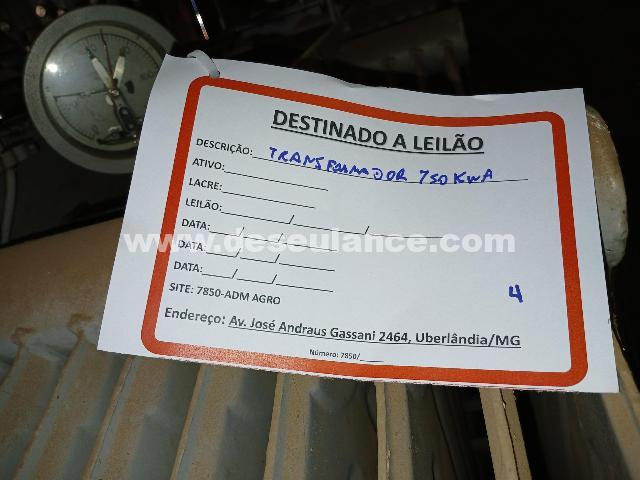 DESTINADO A LEILÃO
DESCRIÇÃO: TRANSFORMADOR 750 KWA
ATIVO:
LACRE:
LEILÃO: / / /
DATA: / /
www.deseulance.com
DATA: / /
DATA: / /
SITE: 7850-ADM AGRO
4
Endereço: Av. José Andraus Gassani 2464, Uberlândia/MG
Número: 7850/